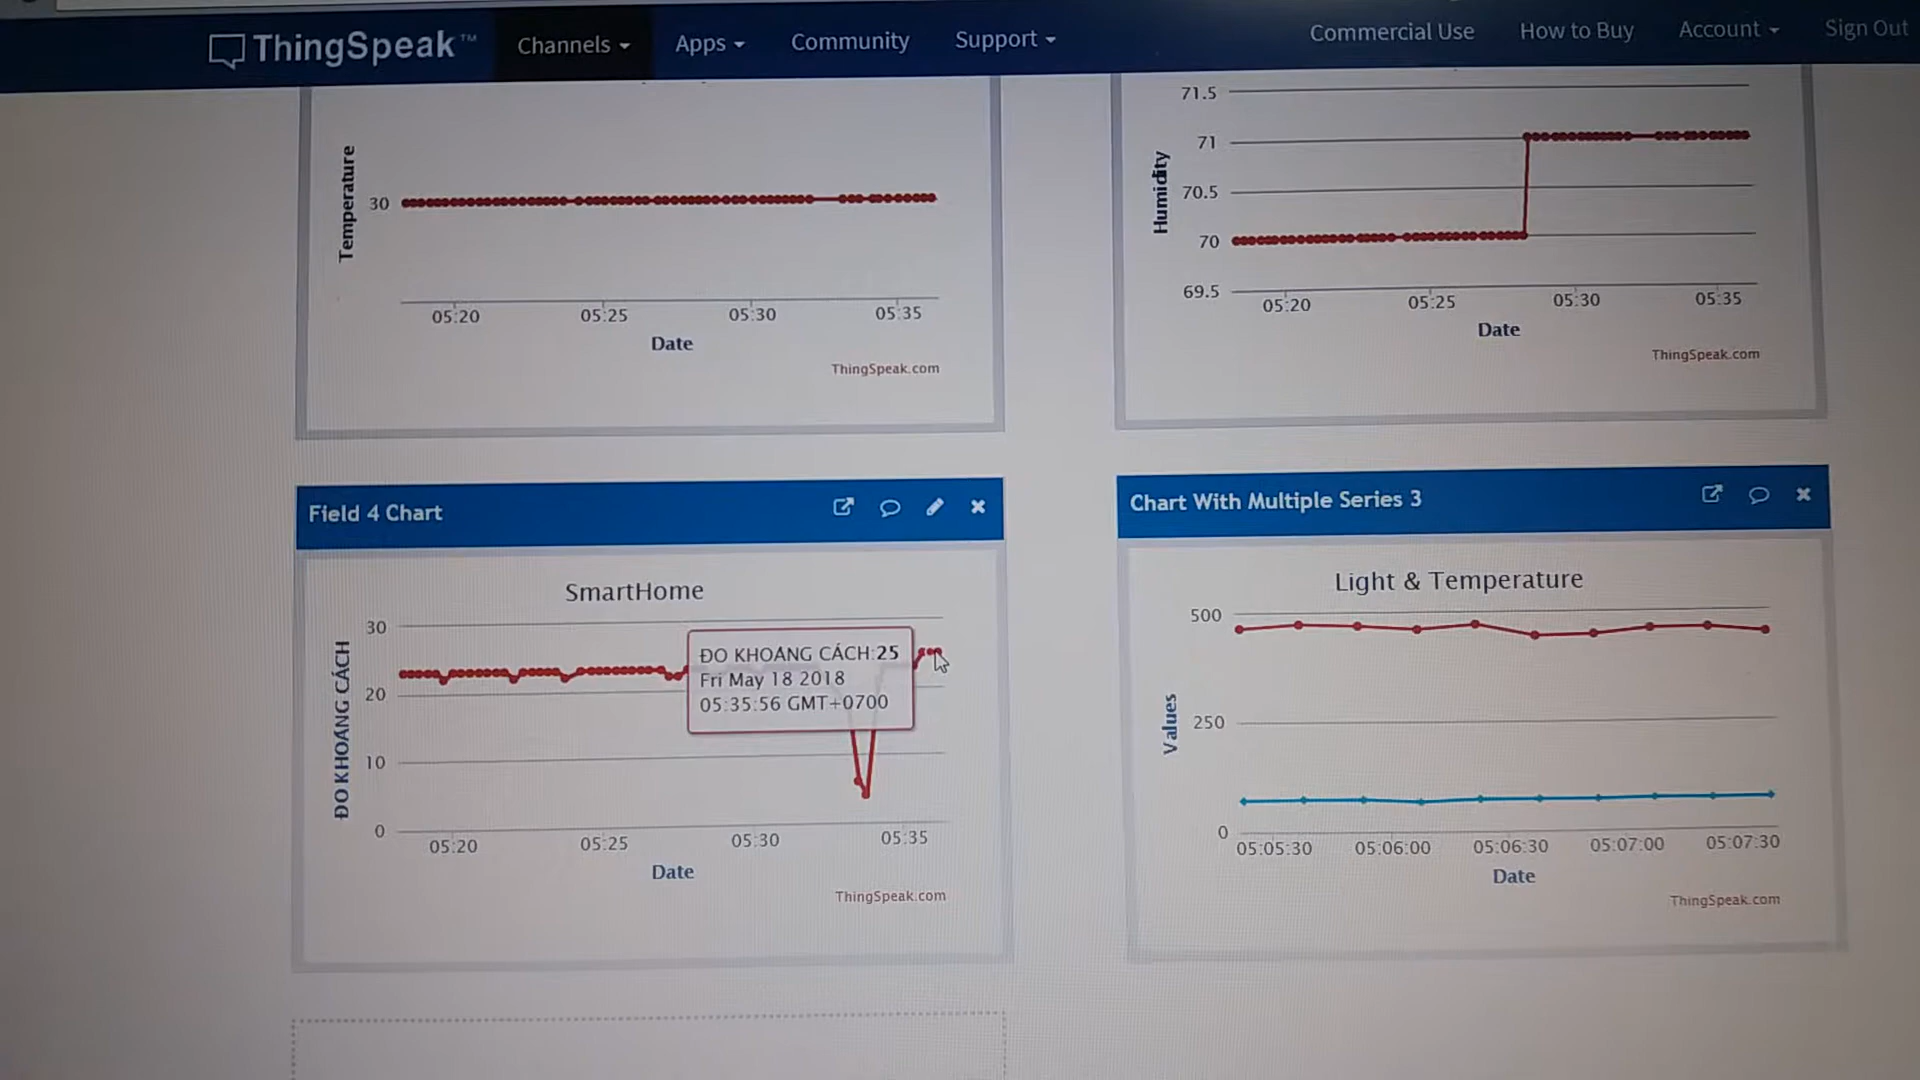 ThingSpeak™
Channels
Apps
Community
Support
Commercial Use
How to Buy
Account
Sign Out
Temperature
30
05:20
05:25
05:30
05:35
Date
ThingSpeak.com
Humidity
71.5
71
70.5
70
69.5
05:20
05:25
05:30
05:35
Date
ThingSpeak.com
Field 4 Chart
SmartHome
ĐO KHOẢNG CÁCH
30
20
10
0
ĐO KHOẢNG CÁCH:25
Fri May 18 2018
05:35:56 GMT+0700
05:20
05:25
05:30
05:35
Date
ThingSpeak.com
Chart With Multiple Series 3
Light & Temperature
Values
500
250
0
05:05:30
05:06:00
05:06:30
05:07:00
05:07:30
Date
ThingSpeak.com